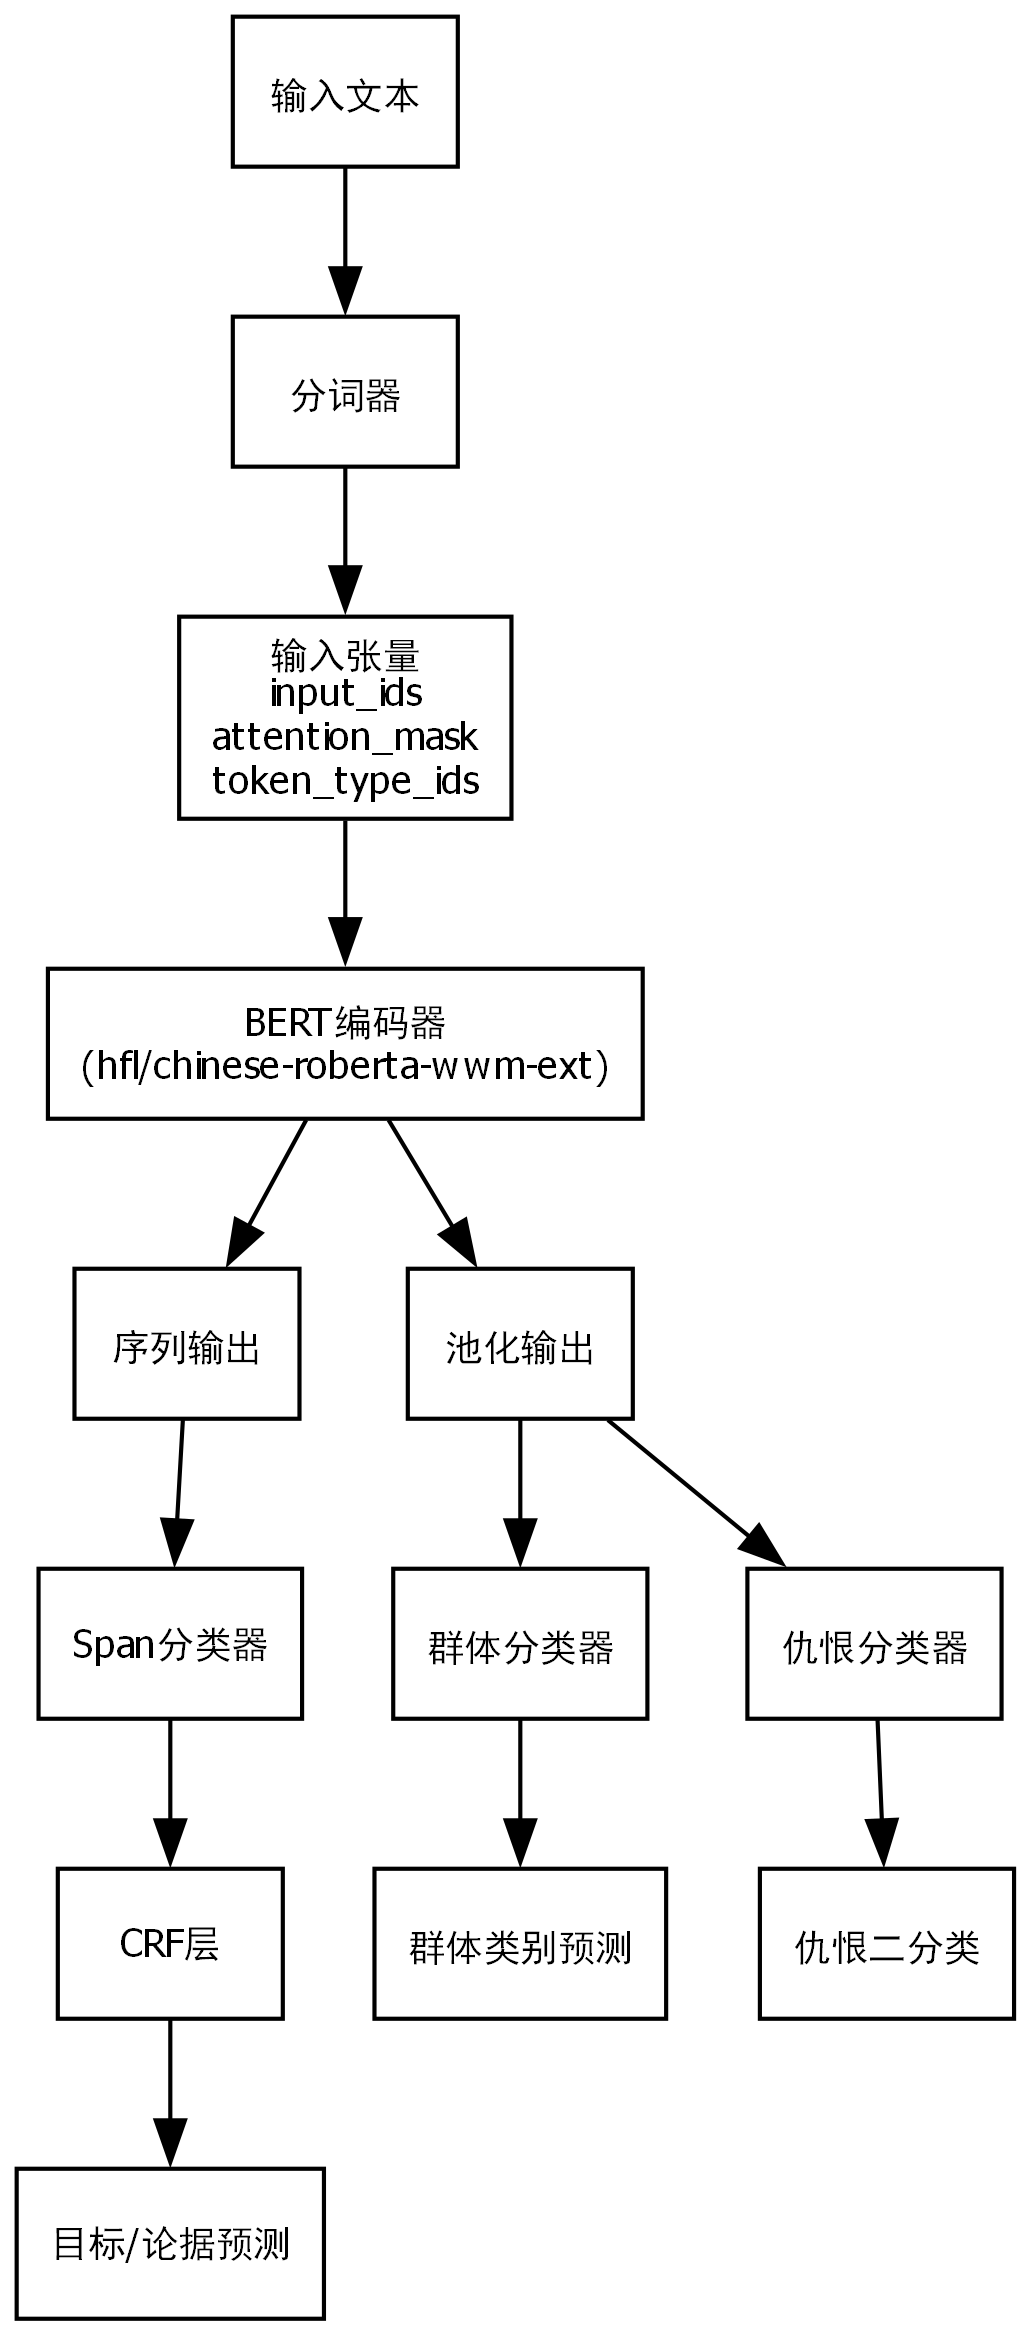 输入文本
分词器
输入张量
input_ids
attention_mask
token_type_ids
BERT编码器
(hfl/chinese-roberta-wwm-ext)
序列输出
池化输出
Span分类器
群体分类器
仇恨分类器
CRF层
群体类别预测
仇恨二分类
目标/论据预测